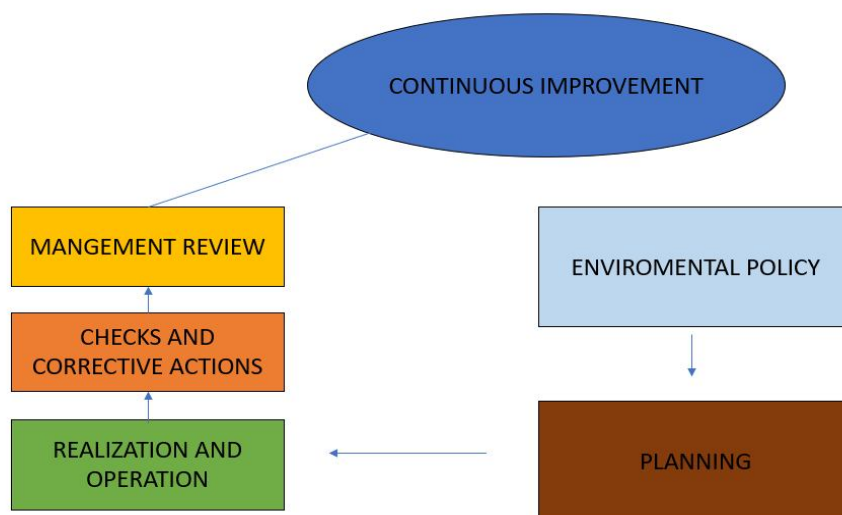 CONTINUOUS IMPROVEMENT
MANGEMENT REVIEW
ENVIROMENTAL POLICY
CHECKS AND
CORRECTIVE ACTIONS
REALIZATION AND
OPERATION
PLANNING